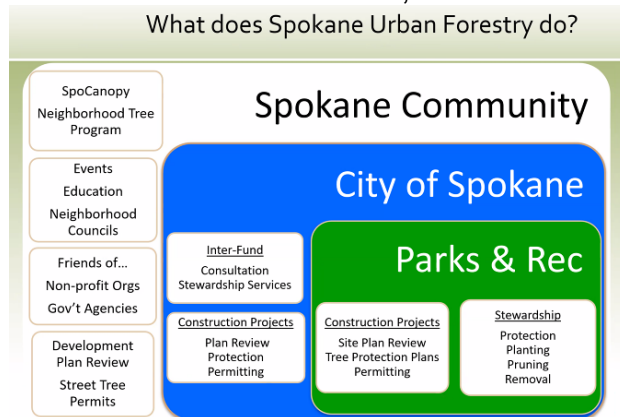 What does Spokane Urban Forestry do?
SpoCanopy
Neighborhood Tree
Program
Spokane Community
Events
Education
Neighborhood
Councils
City of Spokane
Friends of...
Non-profit Orgs
Gov't Agencies
Inter-Fund
Consultation
Stewardship Services
Parks & Rec
Development
Plan Review
Street Tree
Permits
Construction Projects
Plan Review
Protection
Permitting
Construction Projects
Site Plan Review
Tree Protection Plans
Permitting
Stewardship
Protection
Planting
Pruning
Removal